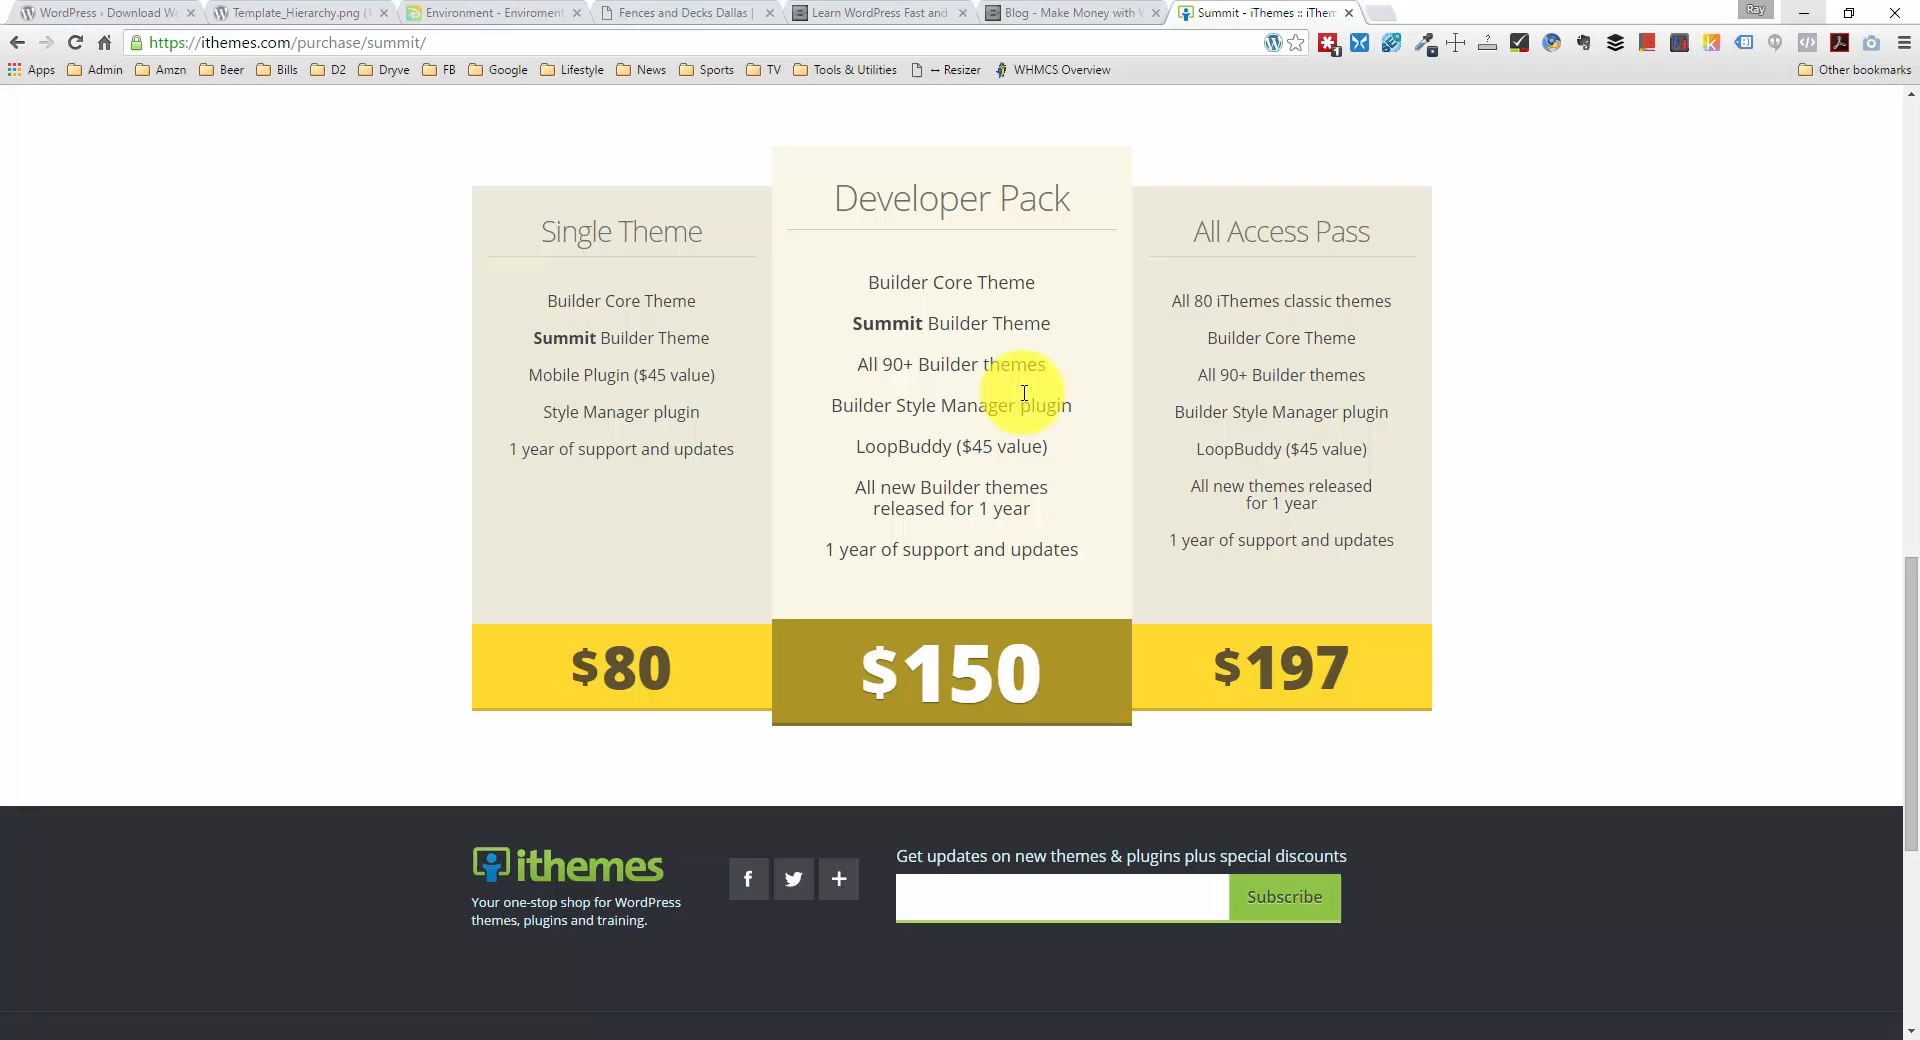 WordPress › Download Wo
Template_Hierarchy.png (
Environment - Enviroment
Fences and Decks Dallas |
Learn WordPress Fast and
Blog - Make Money with W
Summit - iThemes :: iThem
Ray
https://ithemes.com/purchase/summit/
Apps
Admin
Amzn
Beer
Bills
D2
Dryve
FB
Google
Lifestyle
News
Sports
TV
Tools & Utilities
↔ Resizer
WHMCS Overview
Other bookmarks
Single Theme
Builder Core Theme
Summit Builder Theme
Mobile Plugin ($45 value)
Style Manager plugin
1 year of support and updates
$80
Developer Pack
Builder Core Theme
Summit Builder Theme
All 90+ Builder themes
Builder Style Manager plugin
LoopBuddy ($45 value)
All new Builder themes
released for 1 year
1 year of support and updates
$150
All Access Pass
All 80 iThemes classic themes
Builder Core Theme
All 90+ Builder themes
Builder Style Manager plugin
LoopBuddy ($45 value)
All new themes released
for 1 year
1 year of support and updates
$197
ithemes
Your one-stop shop for WordPress
themes, plugins and training.
Get updates on new themes & plugins plus special discounts
Subscribe